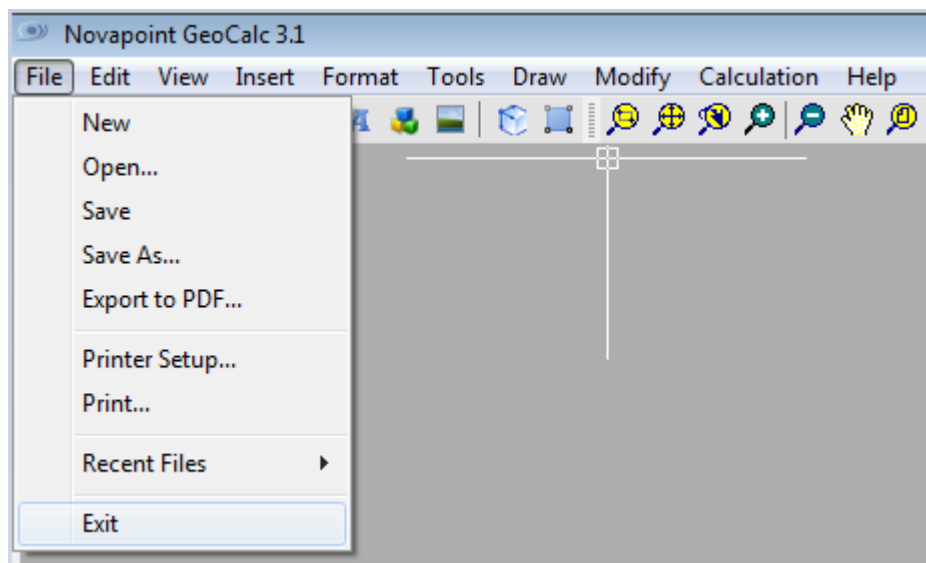 Novapoint GeoCalc 3.1
File Edit View Insert Format Tools Draw Modify Calculation Help
New
Open...
Save
Save As...
Export to PDF...
Printer Setup...
Print...
Recent Files
Exit